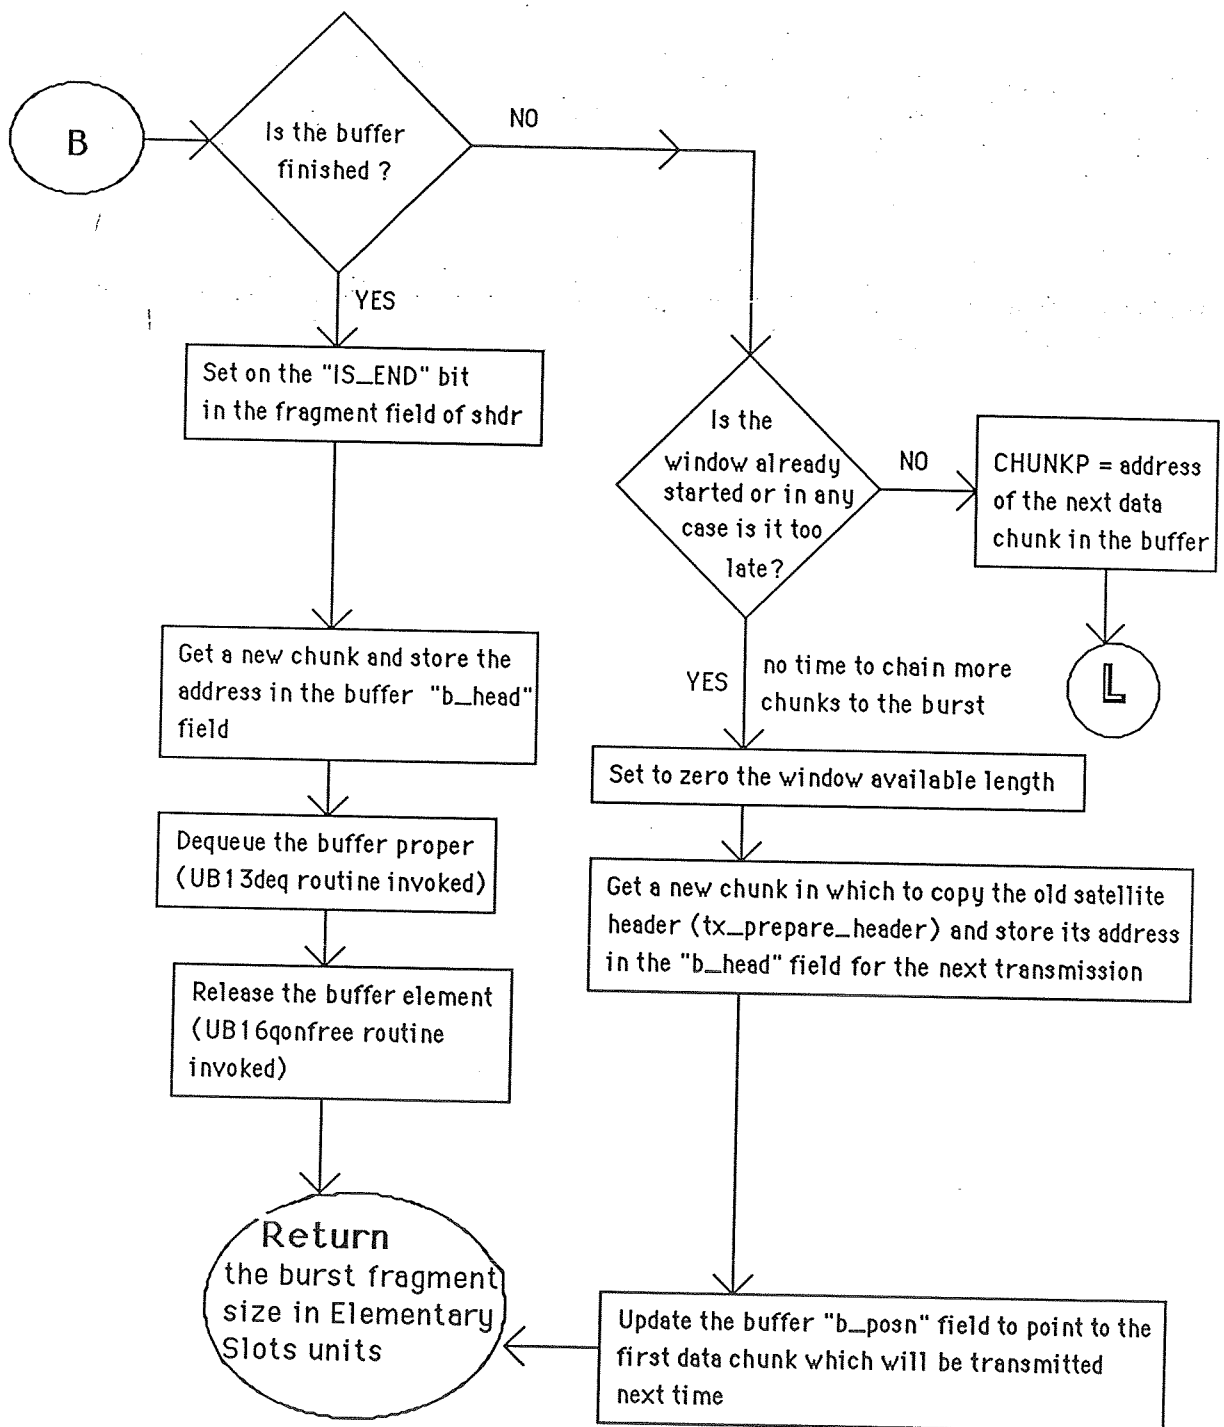 B
Is the buffer
finished ?
NO
YES
Set on the "IS_END" bit
in the fragment field of shdr
Is the
window already
started or in any
case is it too
late?
NO
CHUNKP = address
of the next data
chunk in the buffer
L
YES
no time to chain more
chunks to the burst
Get a new chunk and store the
address in the buffer "b_head"
field
Set to zero the window available length
Dequeue the buffer proper
(UB13deq routine invoked)
Get a new chunk in which to copy the old satellite
header (tx_prepare_header) and store its address
in the "b_head" field for the next transmission
Release the buffer element
(UB16qonfree routine
invoked)
Return
the burst fragment
size in Elementary
Slots units
Update the buffer "b_posn" field to point to the
first data chunk which will be transmitted
next time